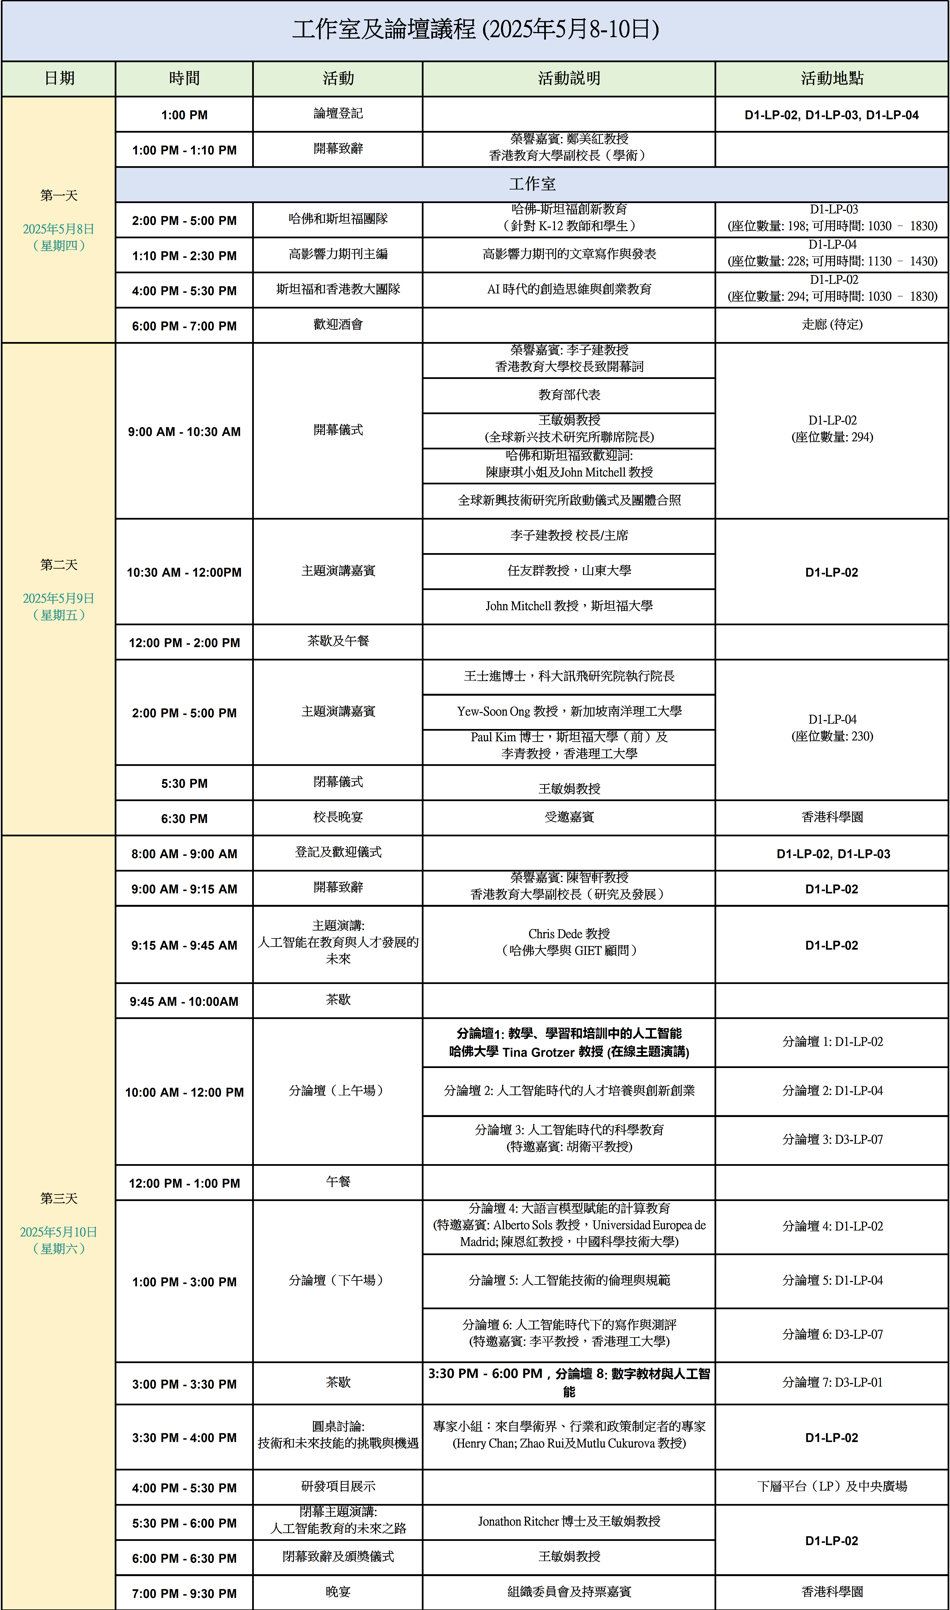 工作室及論壇議程 (2025年5月8-10日)
日期
時間
活動
活動説明
活動地點
第一天
2025年5月8日
（星期四）
1:00 PM
論壇登記
D1-LP-02, D1-LP-03, D1-LP-04
1:00 PM - 1:10 PM
開幕致辭
榮譽嘉賓: 鄭美紅教授
香港教育大學副校長（學術）
工作室
2:00 PM - 5:00 PM
哈佛和斯坦福團隊
哈佛-斯坦福創新教育
（針對 K-12 教師和學生）
D1-LP-03
(座位數量: 198; 可用時間: 1030 – 1830)
1:10 PM - 2:30 PM
高影響力期刊主編
高影響力期刊的文章寫作與發表
D1-LP-04
(座位數量: 228; 可用時間: 1130 – 1430)
4:00 PM - 5:30 PM
斯坦福和香港教大團隊
AI 時代的創造思維與創業教育
D1-LP-02
(座位數量: 294; 可用時間: 1030 – 1830)
6:00 PM - 7:00 PM
歡迎酒會
走廊 (待定)
第二天
2025年5月9日
（星期五）
9:00 AM - 10:30 AM
開幕儀式
榮譽嘉賓: 李子建教授
香港教育大學校長致開幕詞
教育部代表
王敏娟教授
(全球新兴技术研究所聯席院長)
哈佛和斯坦福致歡迎詞:
陳康琪小姐及John Mitchell 教授
全球新興技術研究所啟動儀式及團體合照
D1-LP-02
(座位數量: 294)
10:30 AM - 12:00PM
主題演講嘉賓
李子建教授 校長/主席
任友群教授，山東大學
John Mitchell 教授，斯坦福大學
D1-LP-02
12:00 PM - 2:00 PM
茶歇及午餐
2:00 PM - 5:00 PM
主題演講嘉賓
王士進博士，科大訊飛研究院執行院長
Yew-Soon Ong 教授，新加坡南洋理工大學
Paul Kim 博士，斯坦福大學（前）及
李青教授，香港理工大學
D1-LP-04
(座位數量: 230)
5:30 PM
閉幕儀式
王敏娟教授
6:30 PM
校長晚宴
受邀嘉賓
香港科學園
第三天
2025年5月10日
（星期六）
8:00 AM - 9:00 AM
登記及歡迎儀式
D1-LP-02, D1-LP-03
9:00 AM - 9:15 AM
開幕致辭
榮譽嘉賓: 陳智軒教授
香港教育大學副校長（研究及發展）
D1-LP-02
9:15 AM - 9:45 AM
主題演講:
人工智能在教育與人才發展的
未來
Chris Dede 教授
（哈佛大學與 GIET 顧問）
D1-LP-02
9:45 AM - 10:00AM
茶歇
10:00 AM - 12:00 PM
分論壇（上午場）
分論壇1: 教學、學習和培訓中的人工智能
哈佛大學 Tina Grotzer 教授 (在線主題演講)
分論壇 1: D1-LP-02
分論壇 2: 人工智能時代的人才培養與創新創業
分論壇 2: D1-LP-04
分論壇 3: 人工智能時代的科學教育
(特邀嘉賓: 胡衛平教授)
分論壇 3: D3-LP-07
12:00 PM - 1:00 PM
午餐
1:00 PM - 3:00 PM
分論壇（下午場）
分論壇 4: 大語言模型賦能的計算教育
(特邀嘉賓: Alberto Sols 教授，Universidad Europea de
Madrid; 陳恩紅教授，中國科學技術大學)
分論壇 4: D1-LP-02
分論壇 5: 人工智能技術的倫理與規範
分論壇 5: D1-LP-04
分論壇 6: 人工智能時代下的寫作與測評
(特邀嘉賓: 李平教授，香港理工大學)
分論壇 6: D3-LP-07
3:00 PM - 3:30 PM
茶歇
3:30 PM - 6:00 PM，分論壇 8: 數字教材與人工智
能
分論壇 7: D3-LP-01
3:30 PM - 4:00 PM
圓桌討論:
技術和未來技能的挑戰與機遇
專家小組：來自學術界、行業和政策制定者的專家
(Henry Chan; Zhao Rui及Mutlu Cukurova 教授)
D1-LP-02
4:00 PM - 5:30 PM
研發項目展示
下層平台（LP）及中央廣場
5:30 PM - 6:00 PM
閉幕主題演講:
人工智能教育的未來之路
Jonathon Ritcher 博士及王敏娟教授
D1-LP-02
6:00 PM - 6:30 PM
閉幕致辭及頒獎儀式
王敏娟教授
7:00 PM - 9:30 PM
晚宴
組織委員會及持票嘉賓
香港科學園